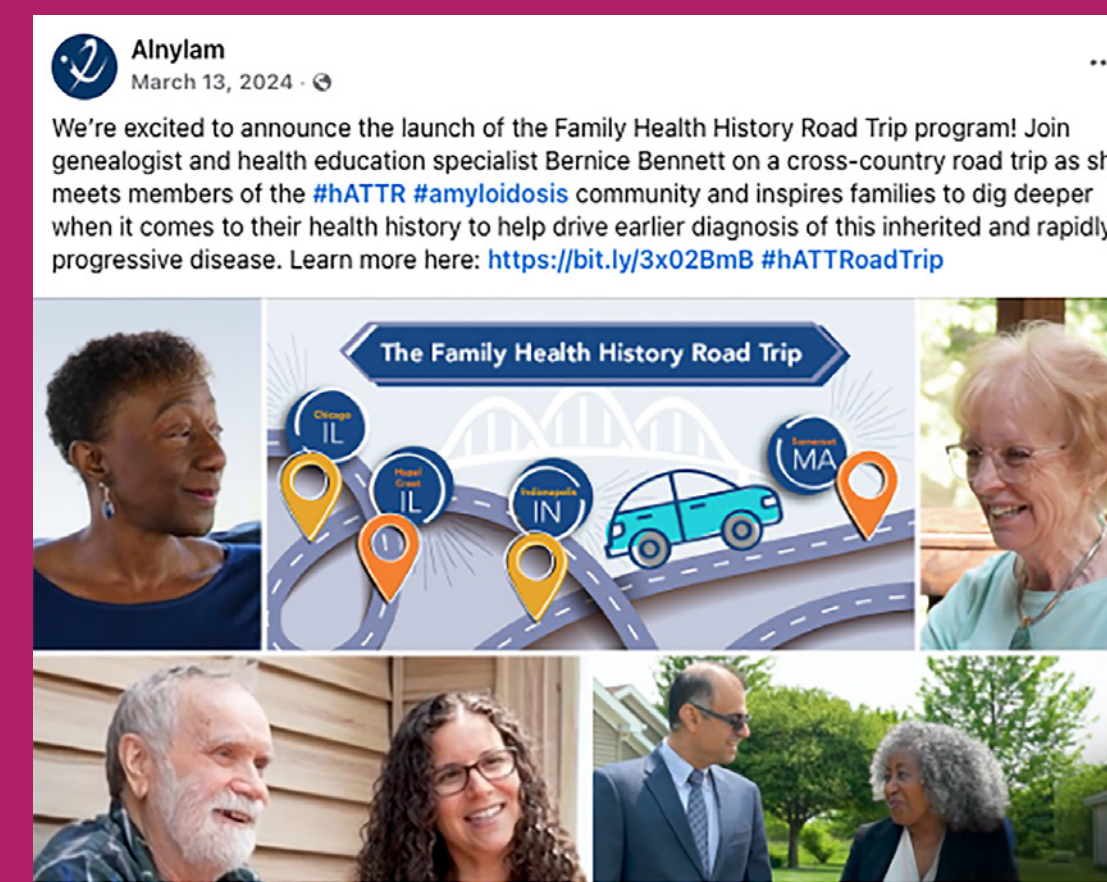 Alnylam
March 13, 2024 ·
We're excited to announce the launch of the Family Health History Road Trip program! Join
genealogist and health education specialist Bernice Bennett on a cross-country road trip as sh
meets members of the #hATTR #amyloidosis community and inspires families to dig deeper
when it comes to their health history to help drive earlier diagnosis of this inherited and rapidly
progressive disease. Learn more here: https://bit.ly/3x02BmB #hATTRoadTrip
The Family Health History Road Trip
Chicago
IL
Hazel
Crest
IL
Indianapolis
IN
Somerset
MA